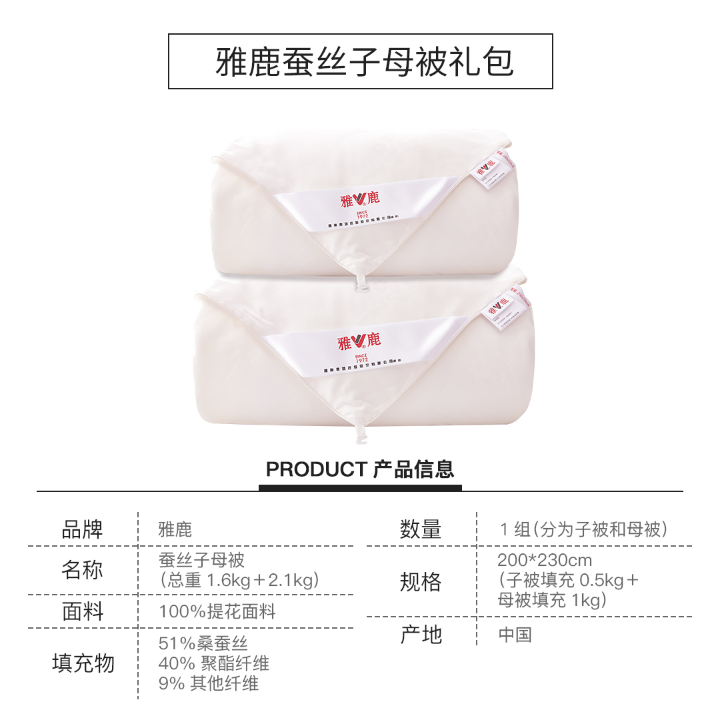 雅鹿蚕丝子母被礼包
雅鹿
SINCE
1972
雅鹿
SINCE
1972
PRODUCT 产品信息
品牌 雅鹿
名称 蚕丝子母被
(总重 1.6kg+2.1kg)
面料 100%提花面料
填充物 51%桑蚕丝
40% 聚酯纤维
9% 其他纤维
数量 1 组(分为子被和母被)
规格 200*230cm
(子被填充 0.5kg+
母被填充 1kg)
产地 中国